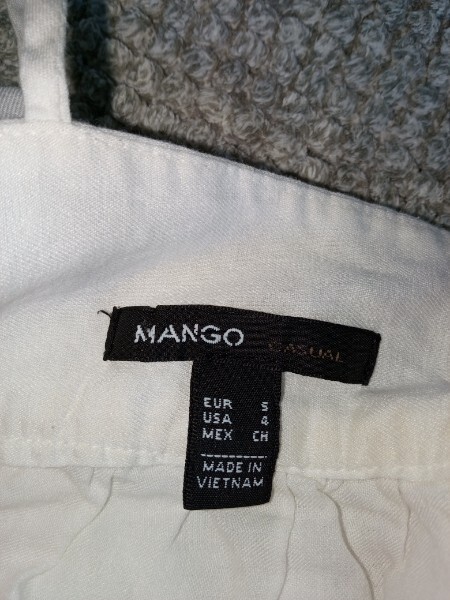 MANGO CASUAL
EUR S
USA 4
MEX CH
MADE IN
VIETNAM